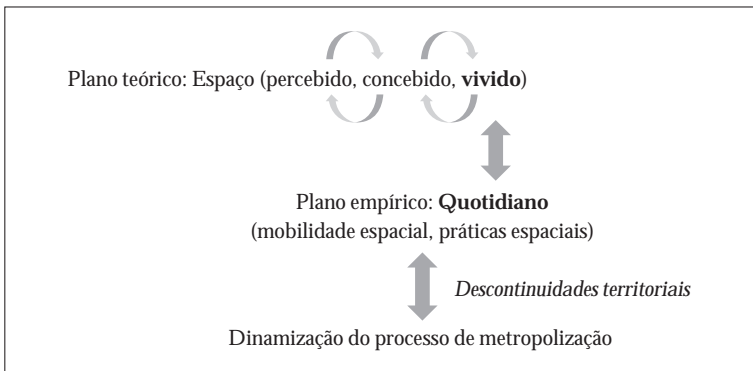 Plano teórico: Espaço (percebido, concebido, vivido)
Plano empírico: Quotidiano
(mobilidade espacial, práticas espaciais)
Descontinuidades territoriais
Dinamização do processo de metropolização